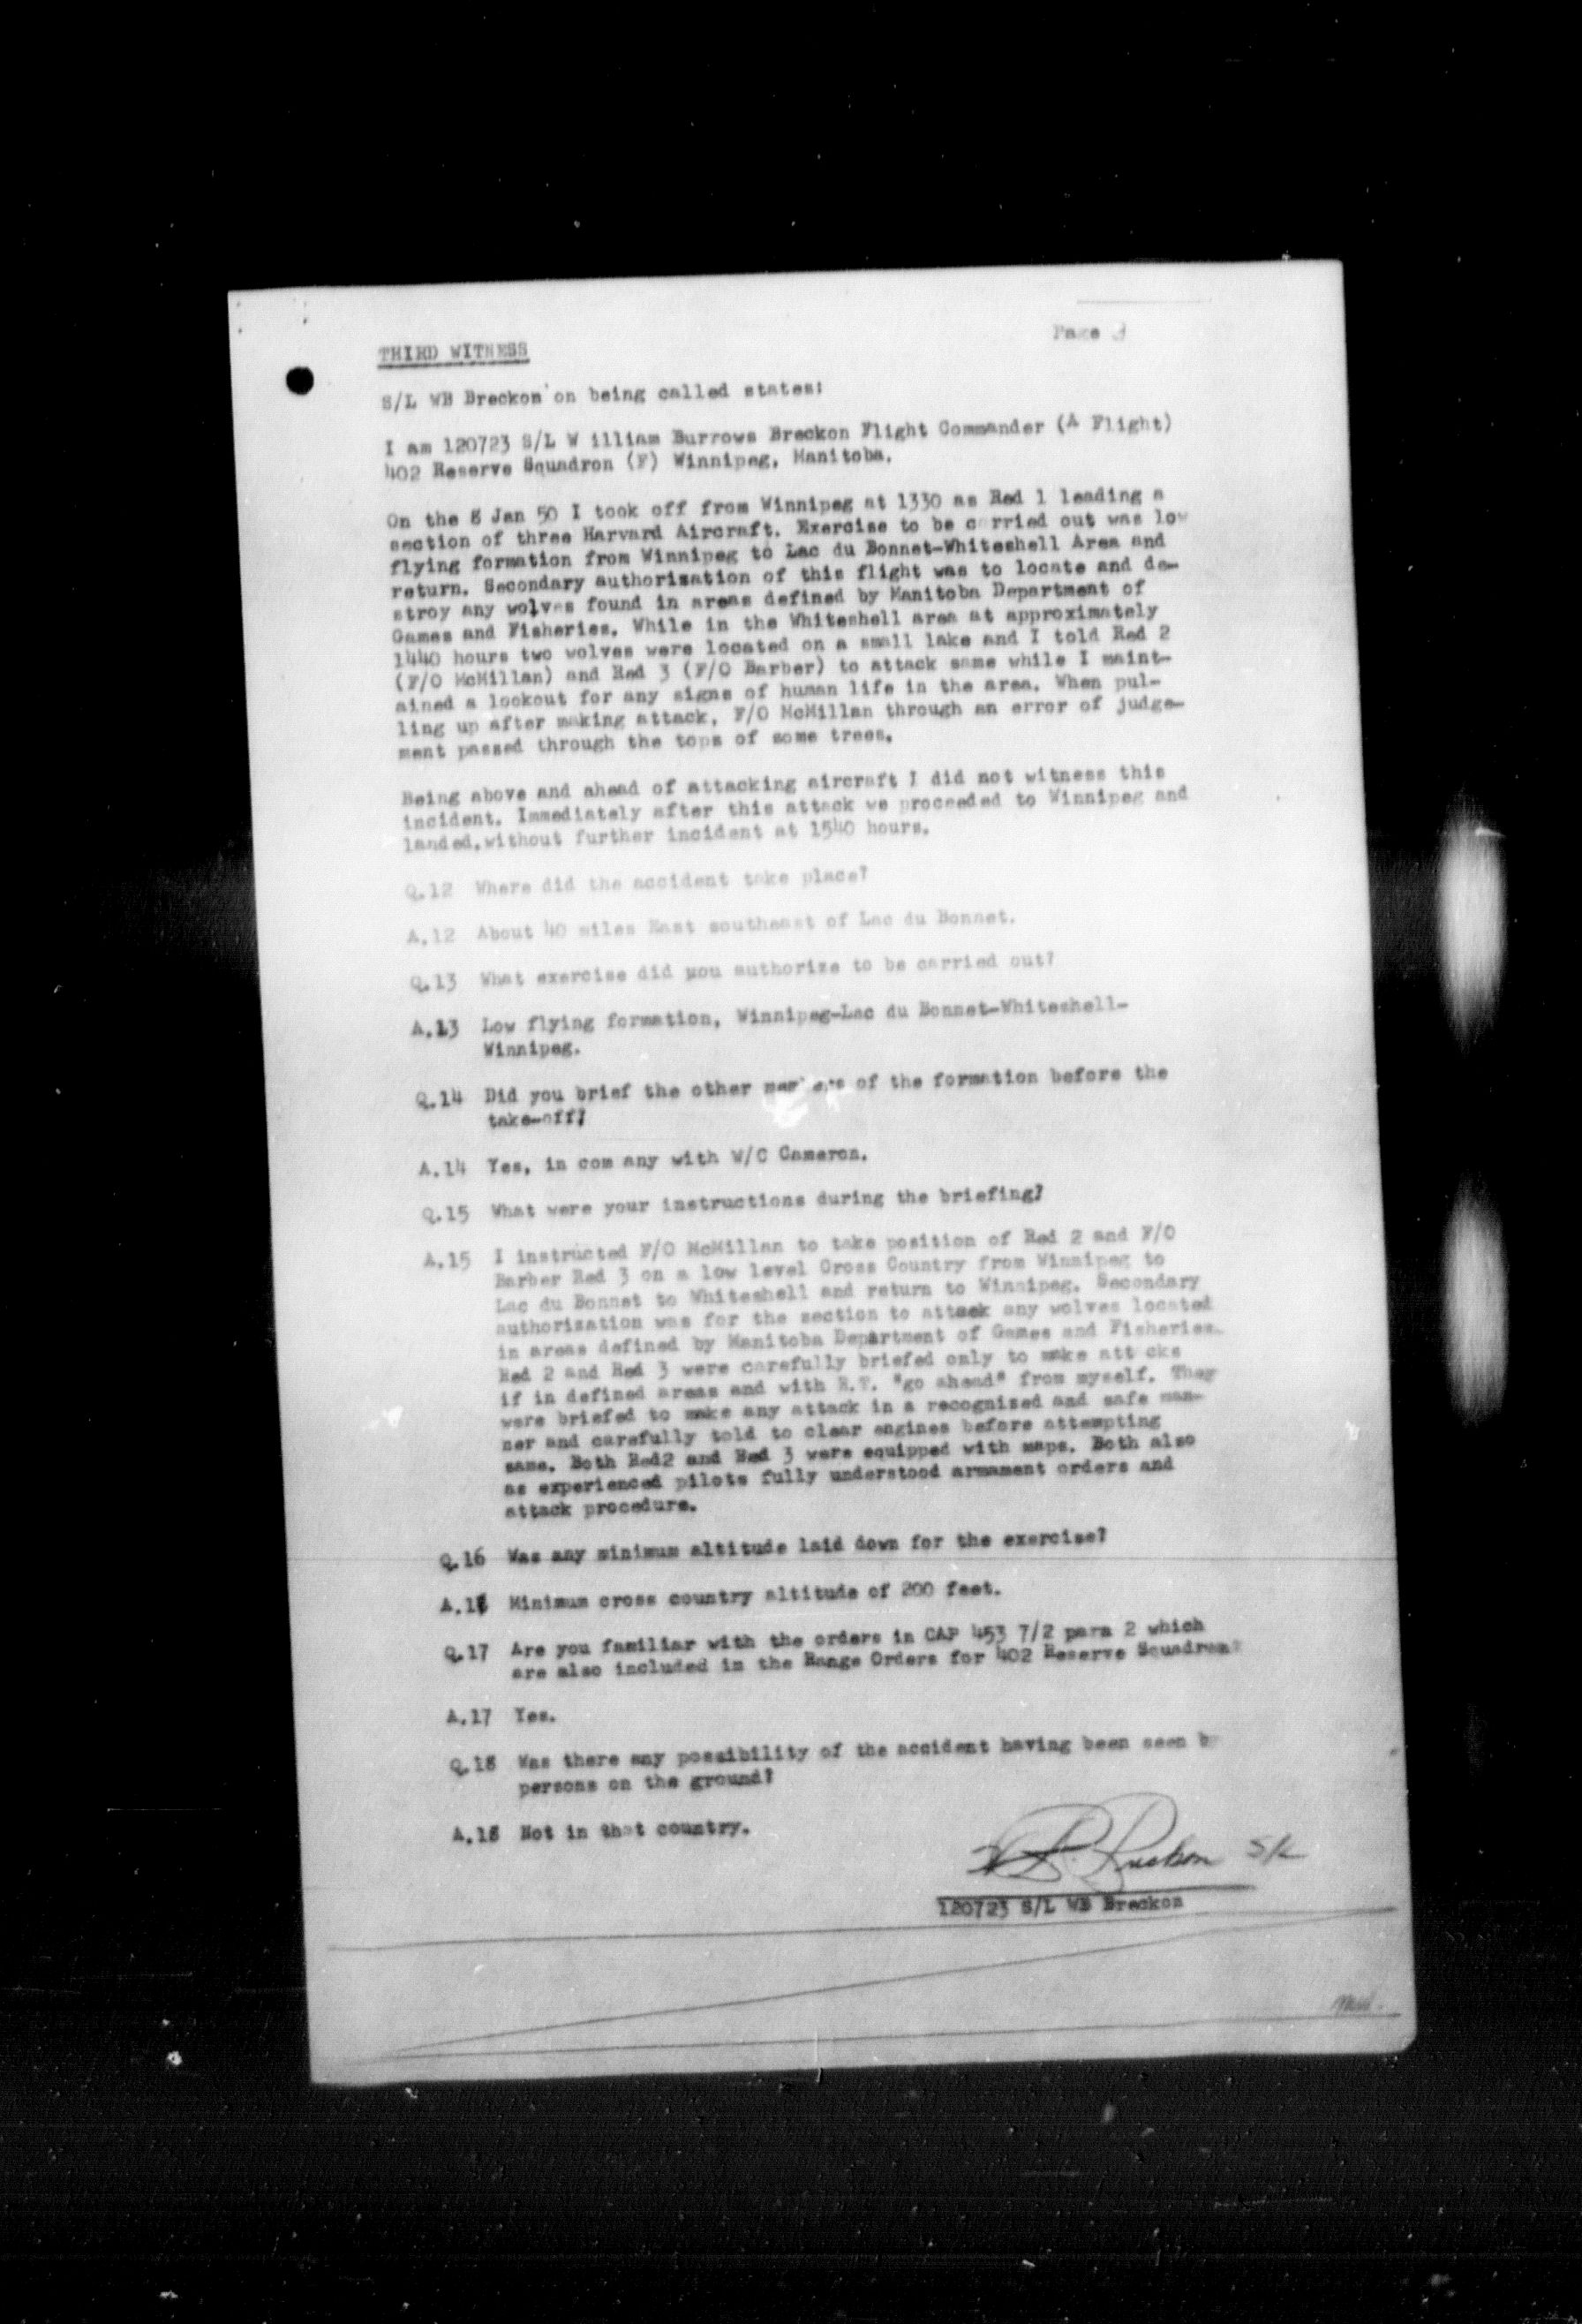 Page
THIRD WITNESS
S/L WB Breckon on being called states:
I am 120723 S/L W illiam Burrows Breckon Flight Commander (A Flight)
402 Reserve Squadron (F) Winnipeg, Manitoba.
On the 8 Jan 50 I took off from Winnipeg at 1330 as Red 1 leading a
section of three Harvard Aircraft. Exercise to be c rried out was low
flying formation from Winnipeg to Lac du Bonnet-Whiteshell Area and
return. Secondary authorisation of this flight was to locate and de-
stroy any wolves found in areas defined by Manitoba Department of
Games and Fisheries. While in the Whiteshell area at approximately
1440 hours two wolves were located on a small lake and I told Red 2
(F/O McMillan) and Red 3 (F/O Barber) to attack same while I maint-
ained a lookout for any signs of human life in the area. When pul-
ling up after making attack, F/O McMillan through an error of judge-
ment passed through the tops of some trees.
Being above and ahead of attacking aircraft I did not witness this
incident. Immediately after this attack we proceeded to Winnipeg and
landed,without further incident at 1540 hours.
Q.12 Where did the accident take place?
A.12 About 40 miles East southeast of Lac du Bonnet.
Q.13 What exercise did you authorize to be carried out?
A.13 Low flying formation, Winnipeg-Lac du Bonnet-Whiteshell-
Winnipeg.
Q.14 Did you brief the other members of the formation before the
take-off?
A.14 Yes, in com any with W/C Cameron.
Q.15 What were your instructions during the briefing?
A.15 I instructed F/O McMillan to take position of Red 2 and F/O
Barber Red 3 on a low level Cross Country from Winnipeg to
Lac du Bonnet to Whiteshell and return to Winnipeg. Secondary
authorization was for the section to attack any wolves located
in areas defined by Manitoba Department of Games and Fisheries.
Red 2 and Red 3 were carefully briefed only to make att cks
if in defined areas and with R.T. "go ahead" from myself. They
were briefed to make any attack in a recognized and safe man-
ner and carefully told to clear engines before attempting
same. Both Red2 and Red 3 were equipped with maps. Both also
as experienced pilots fully understood armament orders and
attack procedure.
Q.16 Was any minimum altitude laid down for the exercise?
A.16 Minimum cross country altitude of 200 feet.
Q.17 Are you familiar with the orders in CAP 453 7/2 para 2 which
are also included in the Range Orders for 402 Reserve Squadron?
A.17 Yes.
Q.18 Was there any possibility of the accident having been seen by
persons on the ground?
A.18 Not in that country.
WB Breckon S/L
120723 S/L WB Breckon